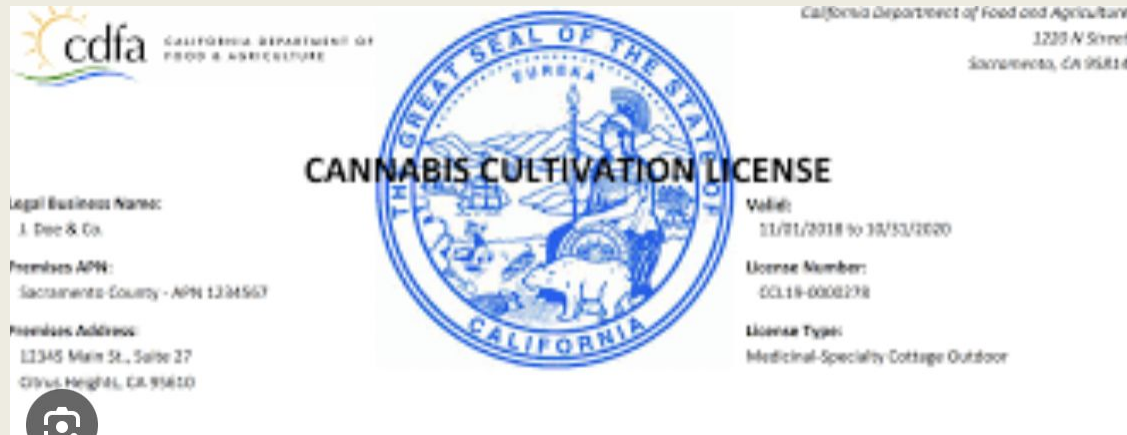 cdfa
CALIFORNIA DEPARTMENT OF
FOOD & AGRICULTURE
California Department of Food and Agriculture
1220 N Street
Sacramento, CA 95814
THE GREAT SEAL OF THE STATE OF CALIFORNIA
EUREKA
CANNABIS CULTIVATION LICENSE
Legal Business Name:
J. Doe & Co.
Premises APN:
Sacramento County - APN 1234567
Premises Address:
12345 Main St., Suite 27
Citrus Heights, CA 95610
Valid:
11/01/2018 to 10/31/2020
License Number:
CCL19-0000278
License Type:
Medicinal-Specialty Cottage Outdoor